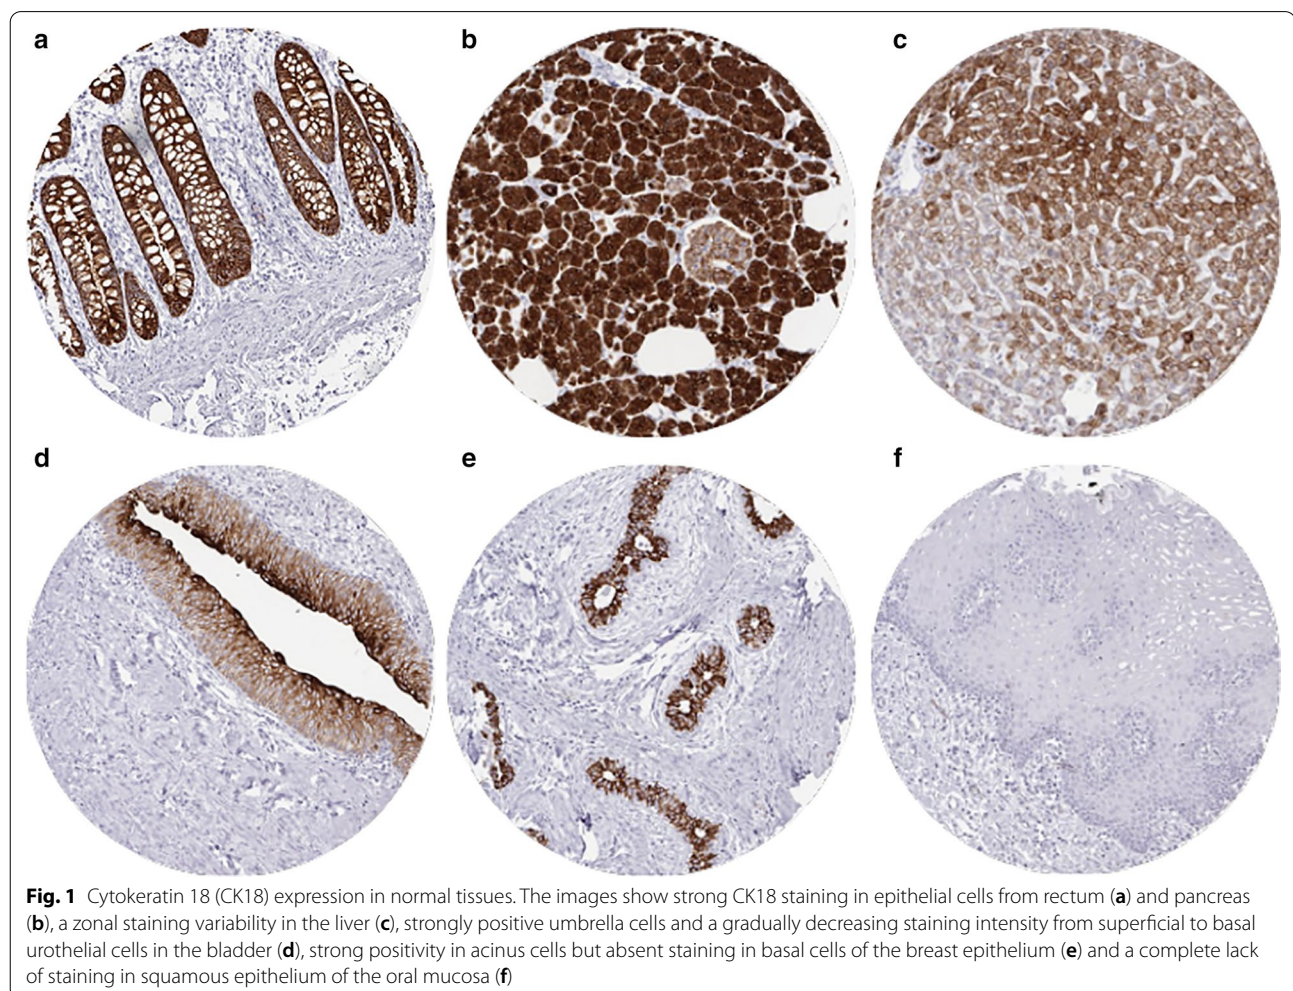 a
b
c
d
e
f
Fig. 1 Cytokeratin 18 (CK18) expression in normal tissues. The images show strong CK18 staining in epithelial cells from rectum (a) and pancreas
(b), a zonal staining variability in the liver (c), strongly positive umbrella cells and a gradually decreasing staining intensity from superficial to basal
urothelial cells in the bladder (d), strong positivity in acinus cells but absent staining in basal cells of the breast epithelium (e) and a complete lack
of staining in squamous epithelium of the oral mucosa (f)